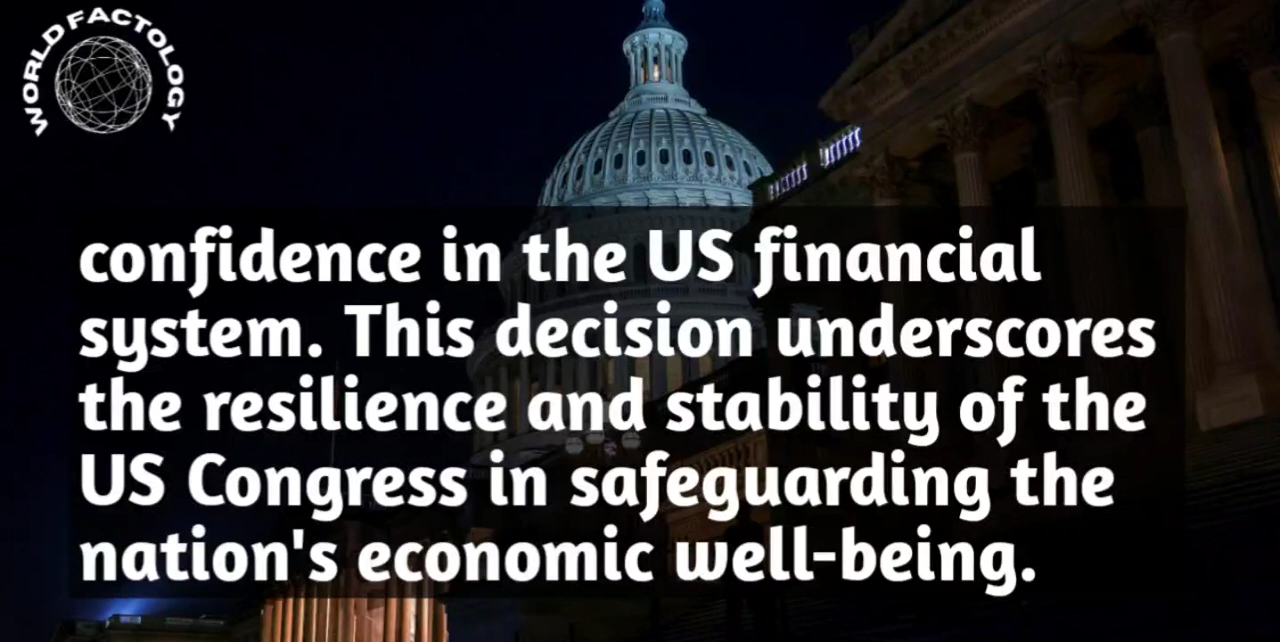 WORLD FACTOLOGY
confidence in the US financial
system. This decision underscores
the resilience and stability of the
US Congress in safeguarding the
nation's economic well-being.